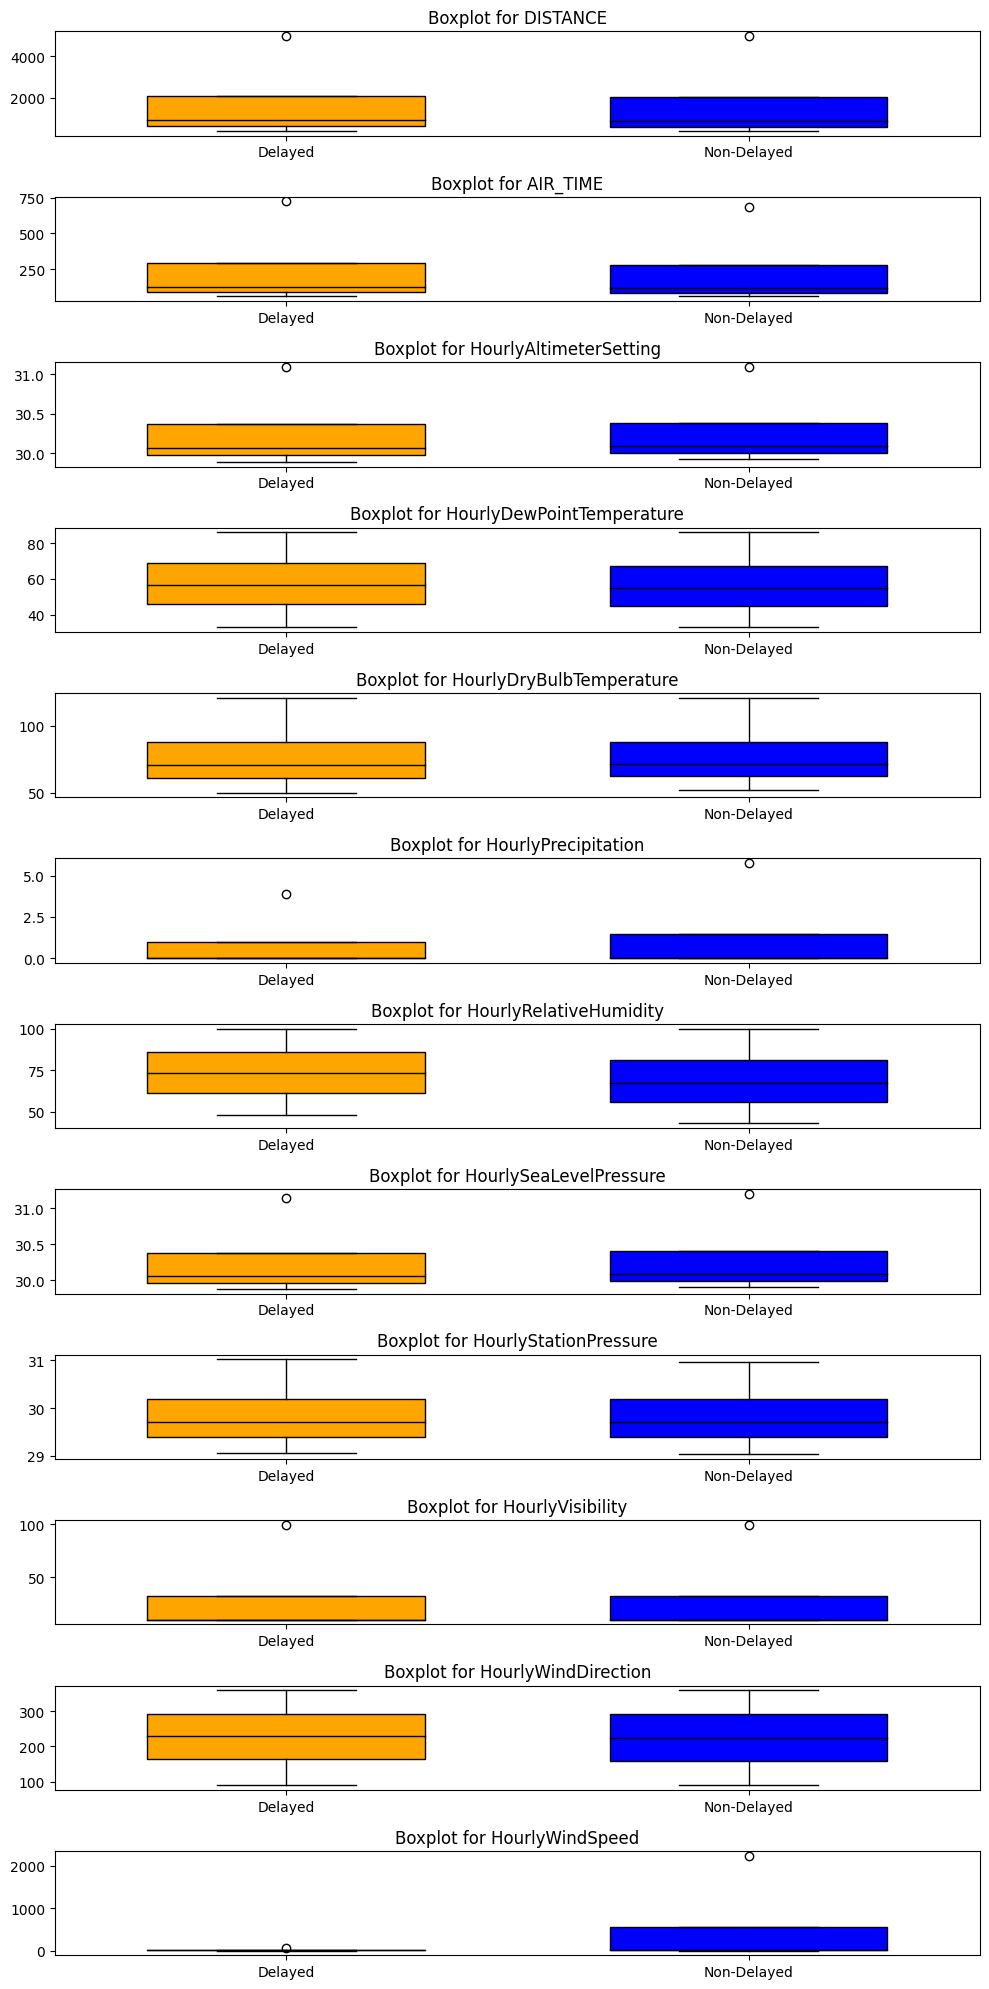 Boxplot for DISTANCE
4000
2000
Delayed
Non-Delayed
Boxplot for AIR_TIME
750
500
250
Delayed
Non-Delayed
Boxplot for HourlyAltimeterSetting
31.0
30.5
30.0
Delayed
Non-Delayed
Boxplot for HourlyDewPointTemperature
80
60
40
Delayed
Non-Delayed
Boxplot for HourlyDryBulbTemperature
100
50
Delayed
Non-Delayed
Boxplot for HourlyPrecipitation
5.0
2.5
0.0
Delayed
Non-Delayed
Boxplot for HourlyRelativeHumidity
100
75
50
Delayed
Non-Delayed
Boxplot for HourlySeaLevelPressure
31.0
30.5
30.0
Delayed
Non-Delayed
Boxplot for HourlyStationPressure
31
30
29
Delayed
Non-Delayed
Boxplot for HourlyVisibility
100
50
Delayed
Non-Delayed
Boxplot for HourlyWindDirection
300
200
100
Delayed
Non-Delayed
Boxplot for HourlyWindSpeed
2000
1000
0
Delayed
Non-Delayed